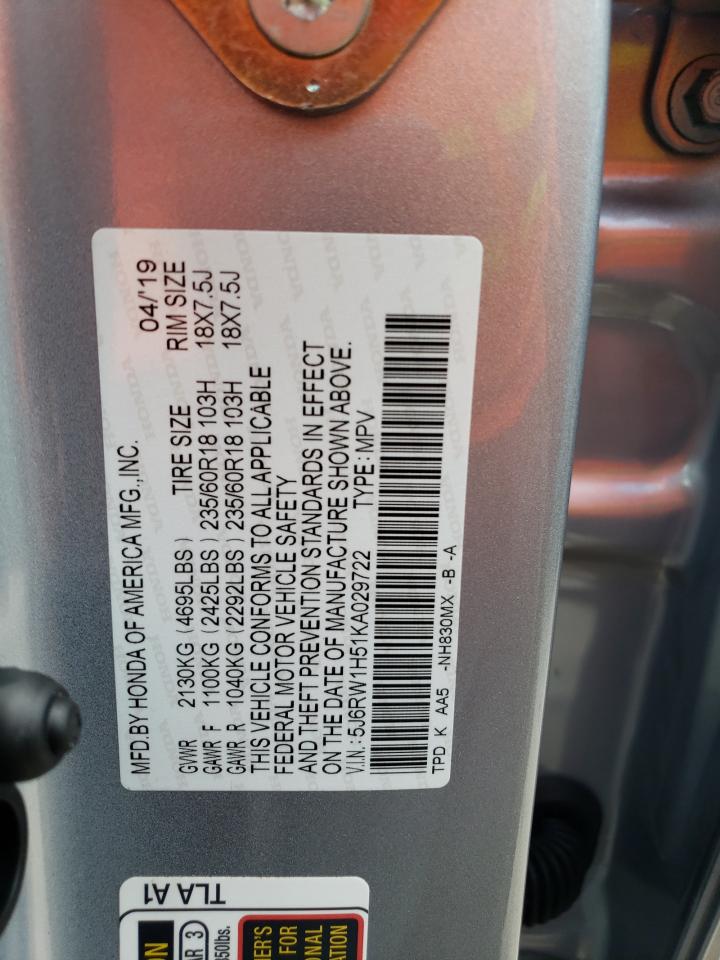 MFD.BY HONDA OF AMERICA MFG.,INC. 04/'19
GVWR 2130KG (4695LBS) TIRE SIZE RIM SIZE
GAWR F 1100KG (2425LBS) 235/60R18 103H 18X7.5J
GAWR R 1040KG (2292LBS) 235/60R18 103H 18X7.5J
THIS VEHICLE CONFORMS TO ALL APPLICABLE
FEDERAL MOTOR VEHICLE SAFETY
AND THEFT PREVENTION STANDARDS IN EFFECT
ON THE DATE OF MANUFACTURE SHOWN ABOVE.
V.I.N.: 5J6RW1H51KA029722 TYPE: MPV
TPD K AA5 -NH830MX -B -A
TLA A1